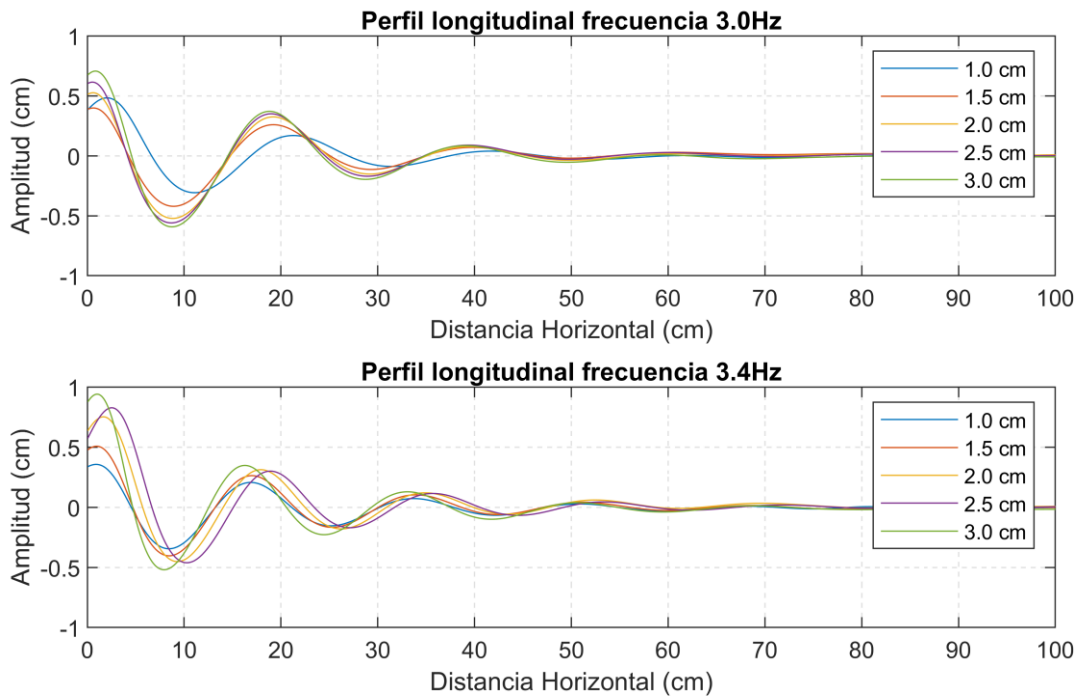 Perfil longitudinal frecuencia 3.0Hz
1
0.5
0
-0.5
-1
Amplitud (cm)
0 10 20 30 40 50 60 70 80 90 100
Distancia Horizontal (cm)
1.0 cm
1.5 cm
2.0 cm
2.5 cm
3.0 cm
Perfil longitudinal frecuencia 3.4Hz
1
0.5
0
-0.5
-1
Amplitud (cm)
0 10 20 30 40 50 60 70 80 90 100
Distancia Horizontal (cm)
1.0 cm
1.5 cm
2.0 cm
2.5 cm
3.0 cm